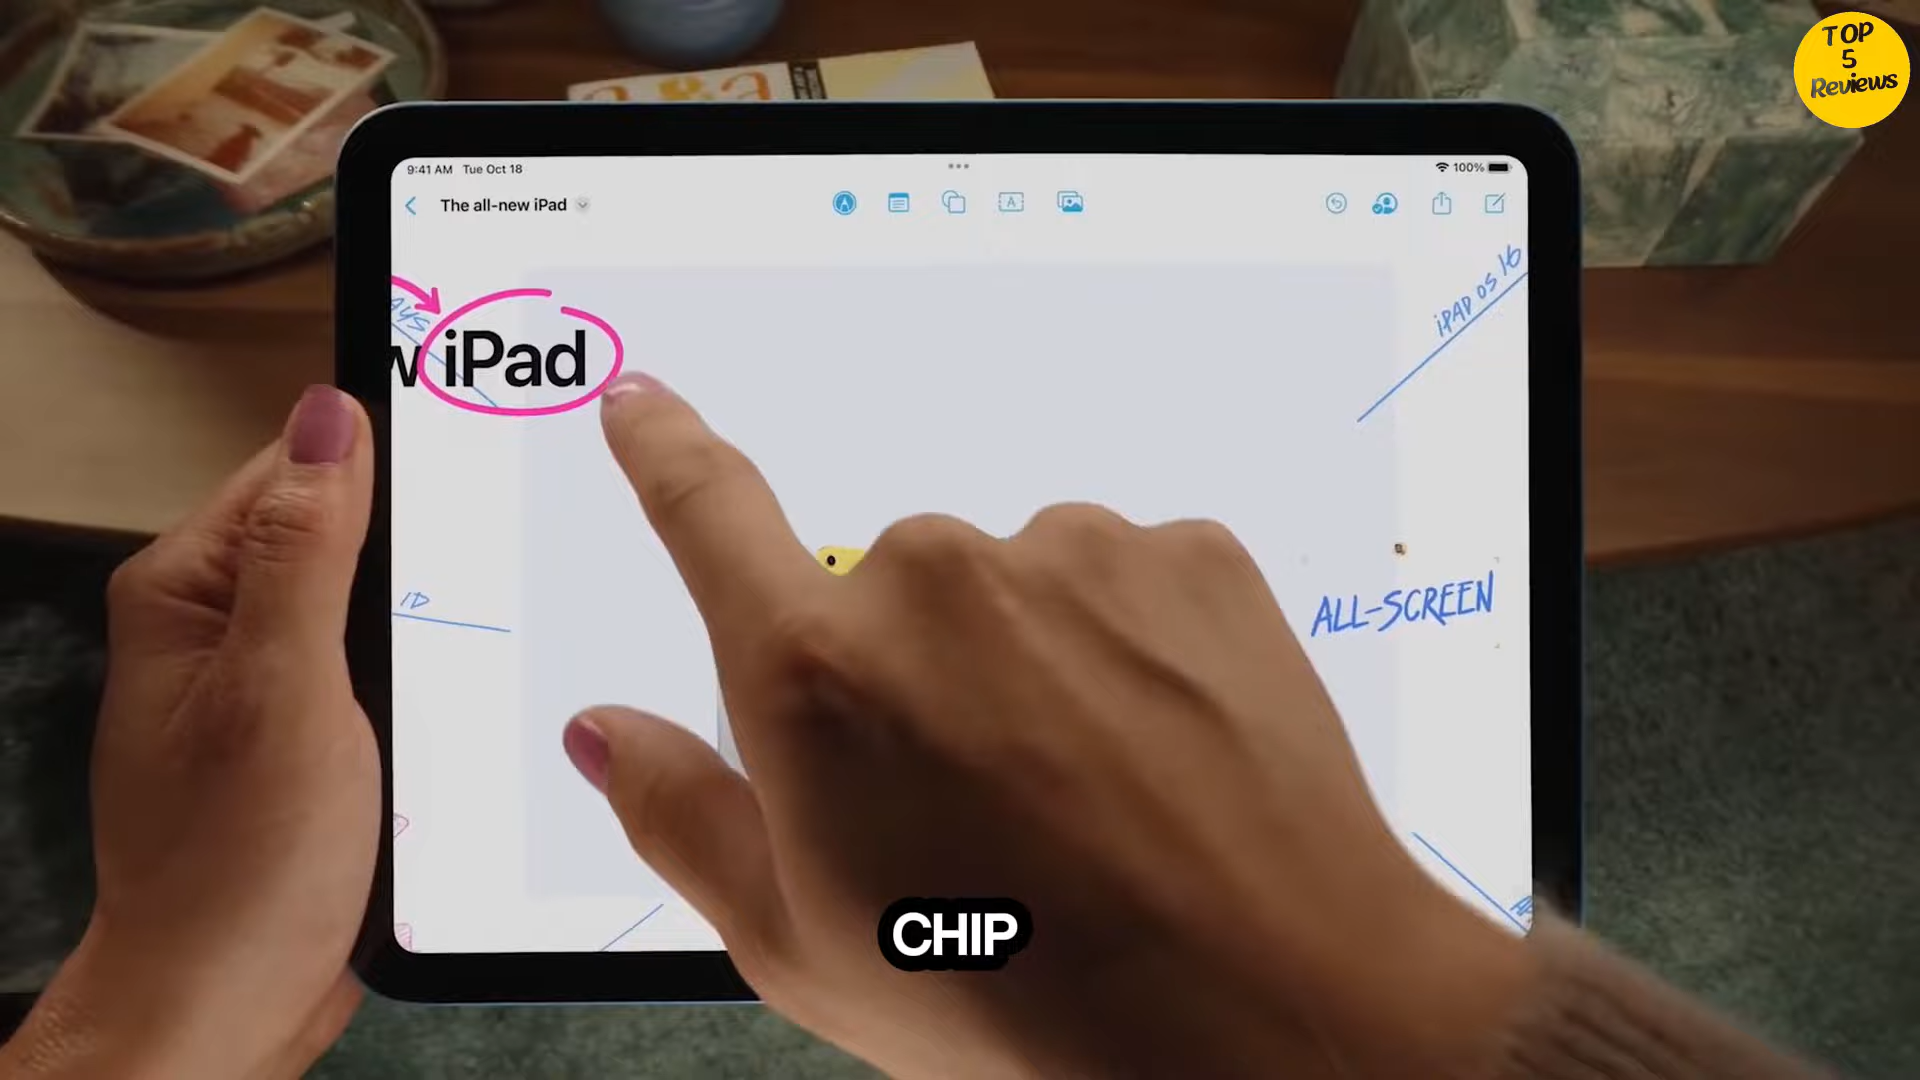 TOP
5
Reviews
9:41 AM Tue Oct 18
100%
The all-new iPad
A
iPAD OS 16
AYS
w iPad
ID
ALL-SCREEN
CHIP